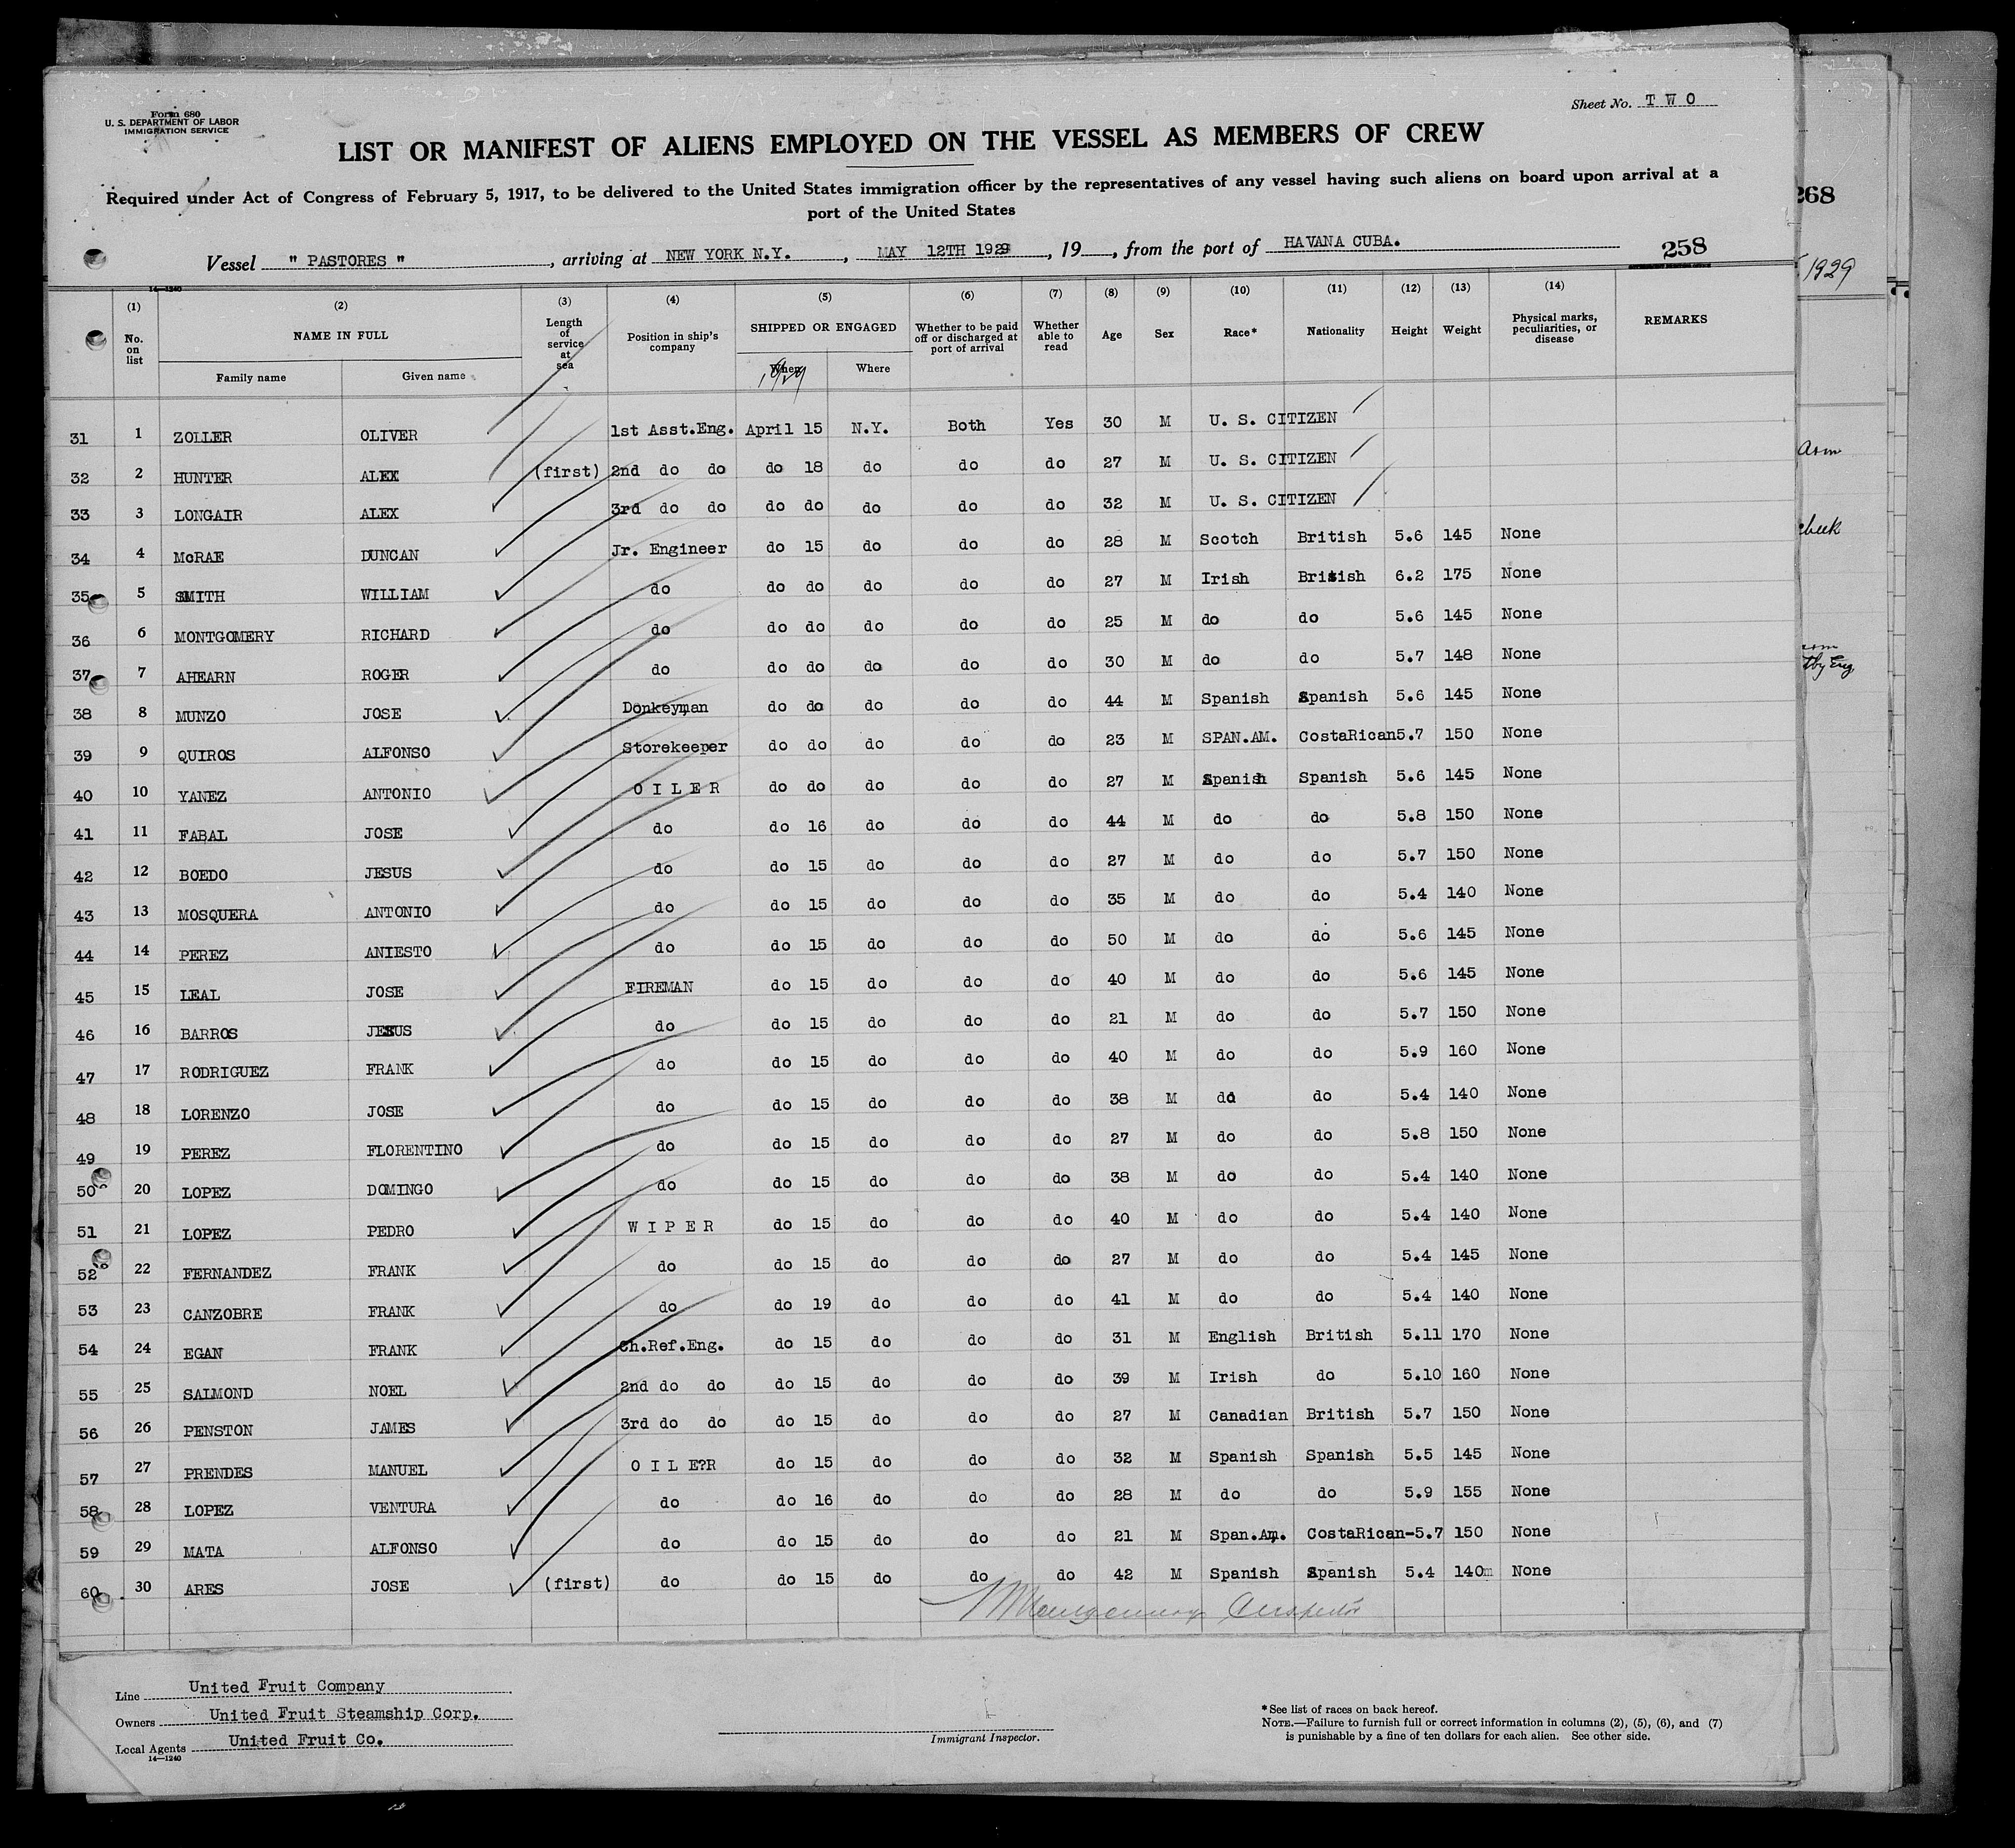 Form 680
U. S. DEPARTMENT OF LABOR
IMMIGRATION SERVICE
Sheet No. T W O
LIST OR MANIFEST OF ALIENS EMPLOYED ON THE VESSEL AS MEMBERS OF CREW
Required under Act of Congress of February 5, 1917, to be delivered to the United States immigration officer by the representatives of any vessel having such aliens on board upon arrival at a
port of the United States
268
Vessel " PASTORES ", arriving at NEW YORK N.Y., MAY 12TH 1929, 19, from the port of HAVANA CUBA.
258
1929
14—1240
(1) (2) (3) (4) (5) (6) (7) (8) (9) (10) (11) (12) (13) (14)
No. on list NAME IN FULL Length of service at sea Position in ship's company SHIPPED OR ENGAGED Whether to be paid off or discharged at port of arrival Whether able to read Age Sex Race* Nationality Height Weight Physical marks, peculiarities, or disease REMARKS
Family name Given name When Where
1929
31 1 ZOLLER OLIVER 1st Asst.Eng. April 15 N.Y. Both Yes 30 M U. S. CITIZEN
32 2 HUNTER ALEX (first) 2nd do do do 18 do do do 27 M U. S. CITIZEN
33 3 LONGAIR ALEX 3rd do do do do do do do 32 M U. S. CITIZEN
34 4 McRAE DUNCAN Jr. Engineer do 15 do do do 28 M Scotch British 5.6 145 None
35 5 SMITH WILLIAM do do do do do do 27 M Irish British 6.2 175 None
36 6 MONTGOMERY RICHARD do do do do do do 25 M do do 5.6 145 None
37 7 AHEARN ROGER do do do do do do 30 M do do 5.7 148 None
38 8 MUNZO JOSE Donkeyman do do do do do 44 M Spanish Spanish 5.6 145 None
39 9 QUIROS ALFONSO Storekeeper do do do do do 23 M SPAN.AM. CostaRican 5.7 150 None
40 10 YANEZ ANTONIO O I L E R do do do do do 27 M Spanish Spanish 5.6 145 None
41 11 FABAL JOSE do do 16 do do do 44 M do do 5.8 150 None
42 12 BOEDO JESUS do do 15 do do do 27 M do do 5.7 150 None
43 13 MOSQUERA ANTONIO do do 15 do do do 35 M do do 5.4 140 None
44 14 PEREZ ANIESTO do do 15 do do do 50 M do do 5.6 145 None
45 15 LEAL JOSE FIREMAN do 15 do do do 40 M do do 5.6 145 None
46 16 BARROS JESUS do do 15 do do do 21 M do do 5.7 150 None
47 17 RODRIGUEZ FRANK do do 15 do do do 40 M do do 5.9 160 None
48 18 LORENZO JOSE do do 15 do do do 38 M do do 5.4 140 None
49 19 PEREZ FLORENTINO do do 15 do do do 27 M do do 5.8 150 None
50 20 LOPEZ DOMINGO do do 15 do do do 38 M do do 5.4 140 None
51 21 LOPEZ PEDRO W I P E R do 15 do do do 40 M do do 5.4 140 None
52 22 FERNANDEZ FRANK do do 15 do do do 27 M do do 5.4 145 None
53 23 CANZOBRE FRANK do do 19 do do do 41 M do do 5.4 140 None
54 24 EGAN FRANK Ch.Ref.Eng. do 15 do do do 31 M English British 5.11 170 None
55 25 SALMOND NOEL 2nd do do do 15 do do do 39 M Irish do 5.10 160 None
56 26 PENSTON JAMES 3rd do do do 15 do do do 27 M Canadian British 5.7 150 None
57 27 PRENDES MANUEL O I L E?R do 15 do do do 32 M Spanish Spanish 5.5 145 None
58 28 LOPEZ VENTURA do do 16 do do do 28 M do do 5.9 155 None
59 29 MATA ALFONSO do do 15 do do do 21 M Span.Am. CostaRican-5.7 150 None
60 30 ARES JOSE (first) do do 15 do do do 42 M Spanish Spanish 5.4 140m None
Inspector
Line United Fruit Company
Owners United Fruit Steamship Corp.
Local Agents United Fruit Co.
14—1240
Immigrant Inspector.
*See list of races on back hereof.
NOTE.—Failure to furnish full or correct information in columns (2), (5), (6), and (7)
is punishable by a fine of ten dollars for each alien. See other side.